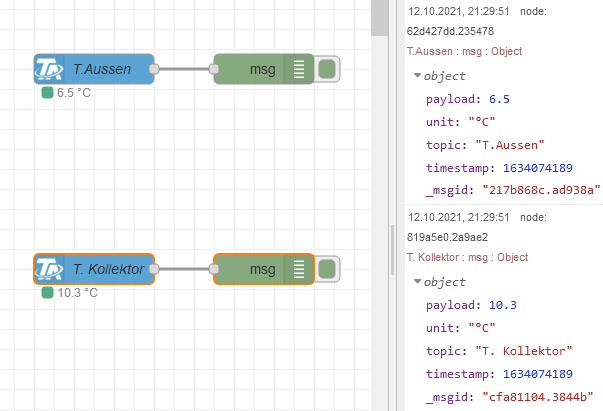 T.Aussen
msg
6.5 °C
T. Kollektor
msg
10.3 °C
12.10.2021, 21:29:51 node:
62d427dd.235478
T.Aussen : msg : Object
object
payload: 6.5
unit: "°C"
topic: "T.Aussen"
timestamp: 1634074189
_msgid: "217b868c.ad938a"
12.10.2021, 21:29:51 node:
819a5e0.2a9ae2
T. Kollektor : msg : Object
object
payload: 10.3
unit: "°C"
topic: "T. Kollektor"
timestamp: 1634074189
_msgid: "cfa81104.3844b"